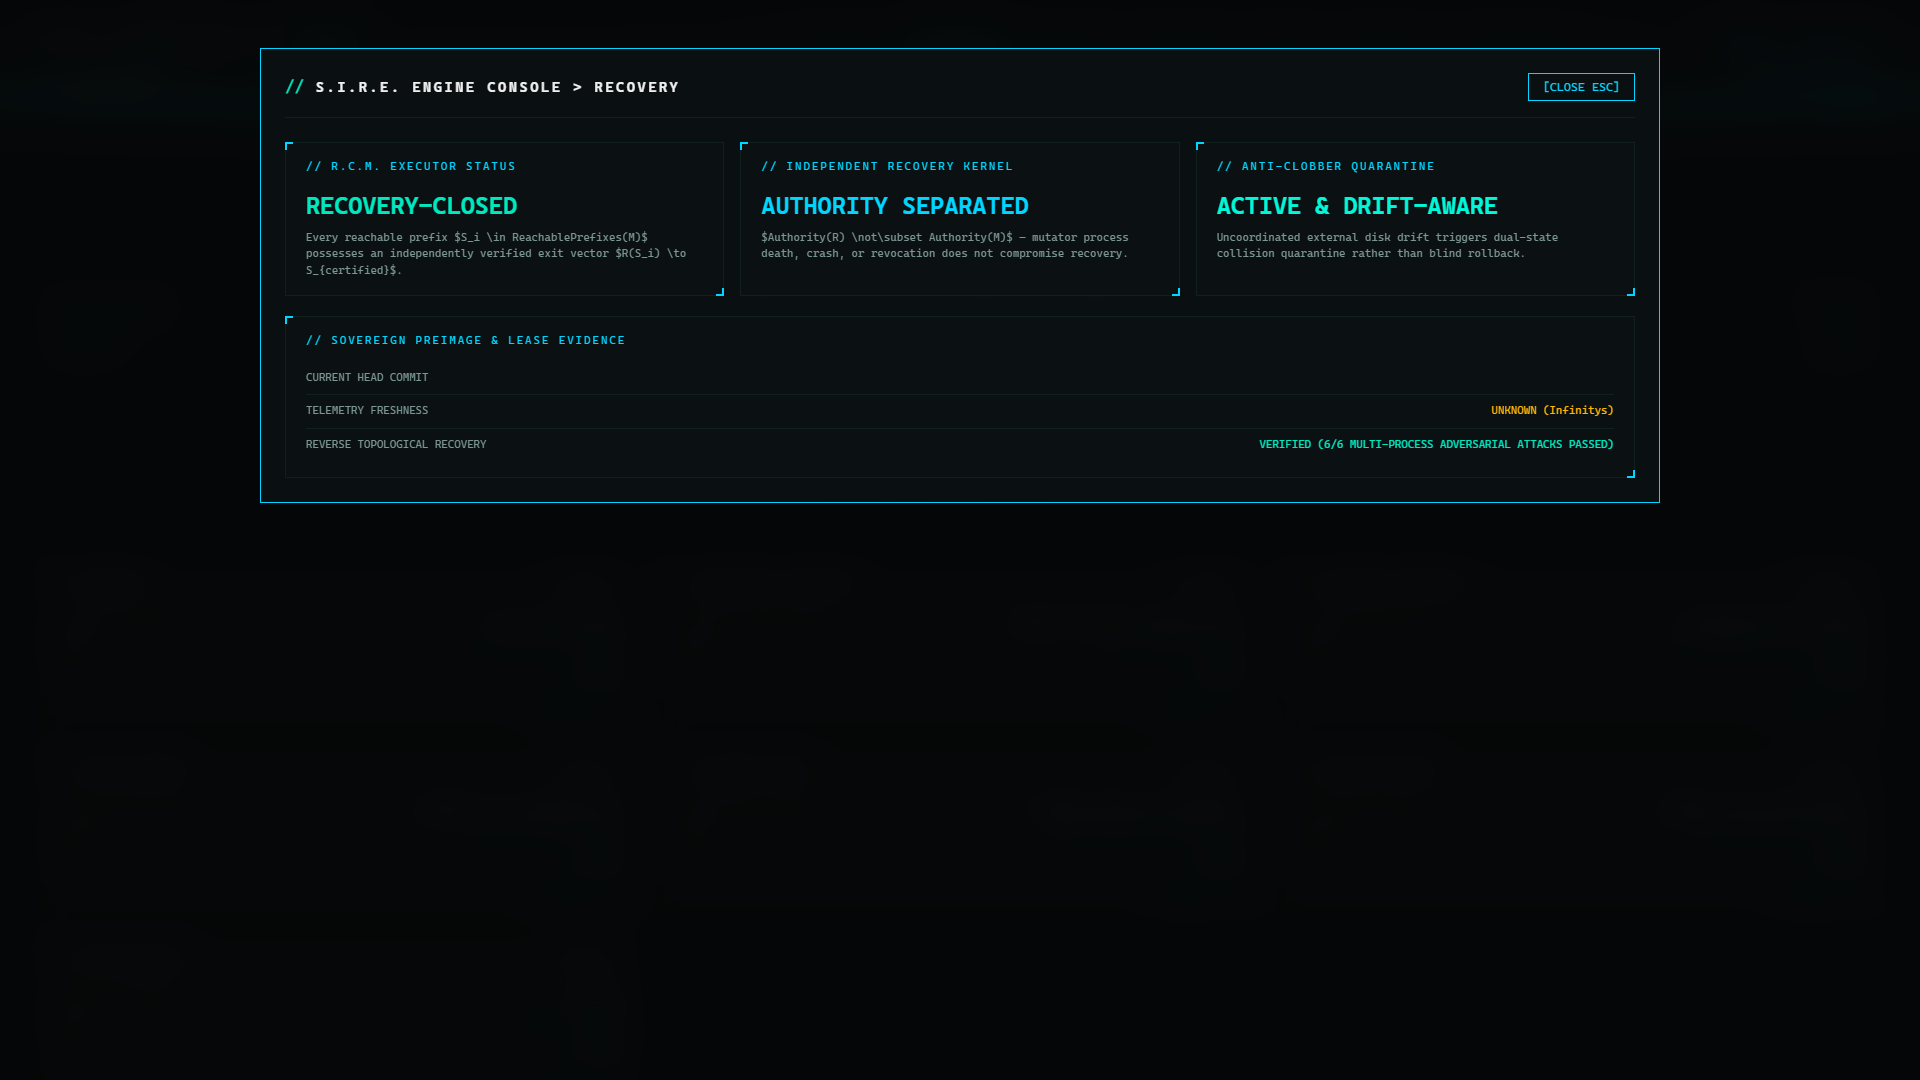 // S.I.R.E. ENGINE CONSOLE > RECOVERY
[CLOSE ESC]
// R.C.M. EXECUTOR STATUS
RECOVERY-CLOSED
Every reachable prefix $S_i \in ReachablePrefixes(M)$
possesses an independently verified exit vector $R(S_i) \to
S_{certified}$.
// INDEPENDENT RECOVERY KERNEL
AUTHORITY SEPARATED
$Authority(R) \not\subset Authority(M)$ — mutator process
death, crash, or revocation does not compromise recovery.
// ANTI-CLOBBER QUARANTINE
ACTIVE & DRIFT-AWARE
Uncoordinated external disk drift triggers dual-state
collision quarantine rather than blind rollback.
// SOVEREIGN PREIMAGE & LEASE EVIDENCE
CURRENT HEAD COMMIT
TELEMETRY FRESHNESS UNKNOWN (Infinitys)
REVERSE TOPOLOGICAL RECOVERY VERIFIED (6/6 MULTI-PROCESS ADVERSARIAL ATTACKS PASSED)